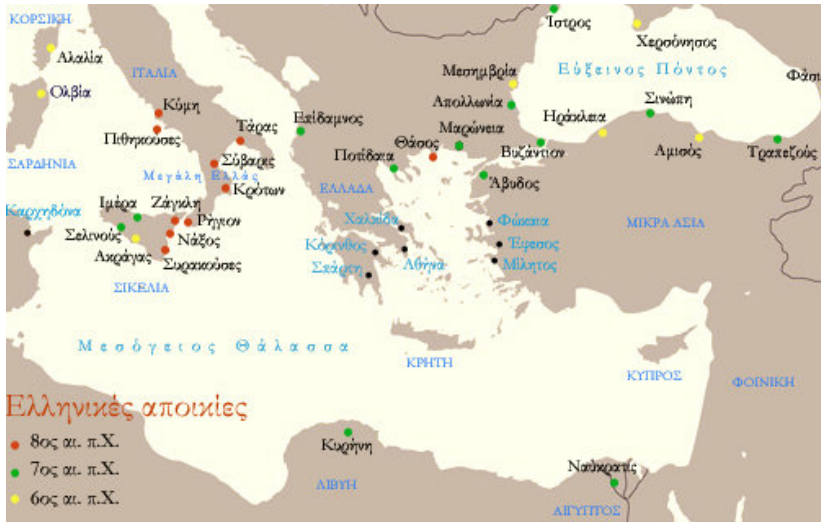 ΚΟΡΣΙΚΗ
Ίστρος
Χερσόνησος
Αλαλία
ΙΤΑΛΙΑ
Μεσημβρία
Εύξεινος Πόντος
Φάσι
Ολβία
Κύμη
Επίδαμνος
Απολλωνία
Ηράκλεια
Σινώπη
Πιθηκούσες
Τάρας
Θάσος
Μαρώνεια
ΣΑΡΔΗΝΙΑ
Σύβαρις
Ποτίδαια
Βυζάντιον
Αμισός
Τραπεζούς
Μεγάλη Ελλάς
Κρότων
ΕΛΛΑΔΑ
Άβυδος
Καρχηδόνα
Ιμέρα
Ζάγκλη
Ρήγιον
Χαλκίδα
Φώκαια
ΜΙΚΡΑ ΑΣΙΑ
Σελινούς
Νάξος
Κόρινθος
Έφεσος
Ακράγας
Συρακούσες
Σπάρτη
Αθήνα
Μίλητος
ΣΙΚΕΛΙΑ
Μεσόγειος Θάλασσα
ΚΡΗΤΗ
ΚΥΠΡΟΣ
ΦΟΙΝΙΚΗ
Ελληνικές αποικίες
8ος αι. π.Χ.
7ος αι. π.Χ.
6ος αι. π.Χ.
Κυρήνη
Ναύκρατις
ΛΙΒΥΗ
ΑΙΓΥΠΤΟΣ